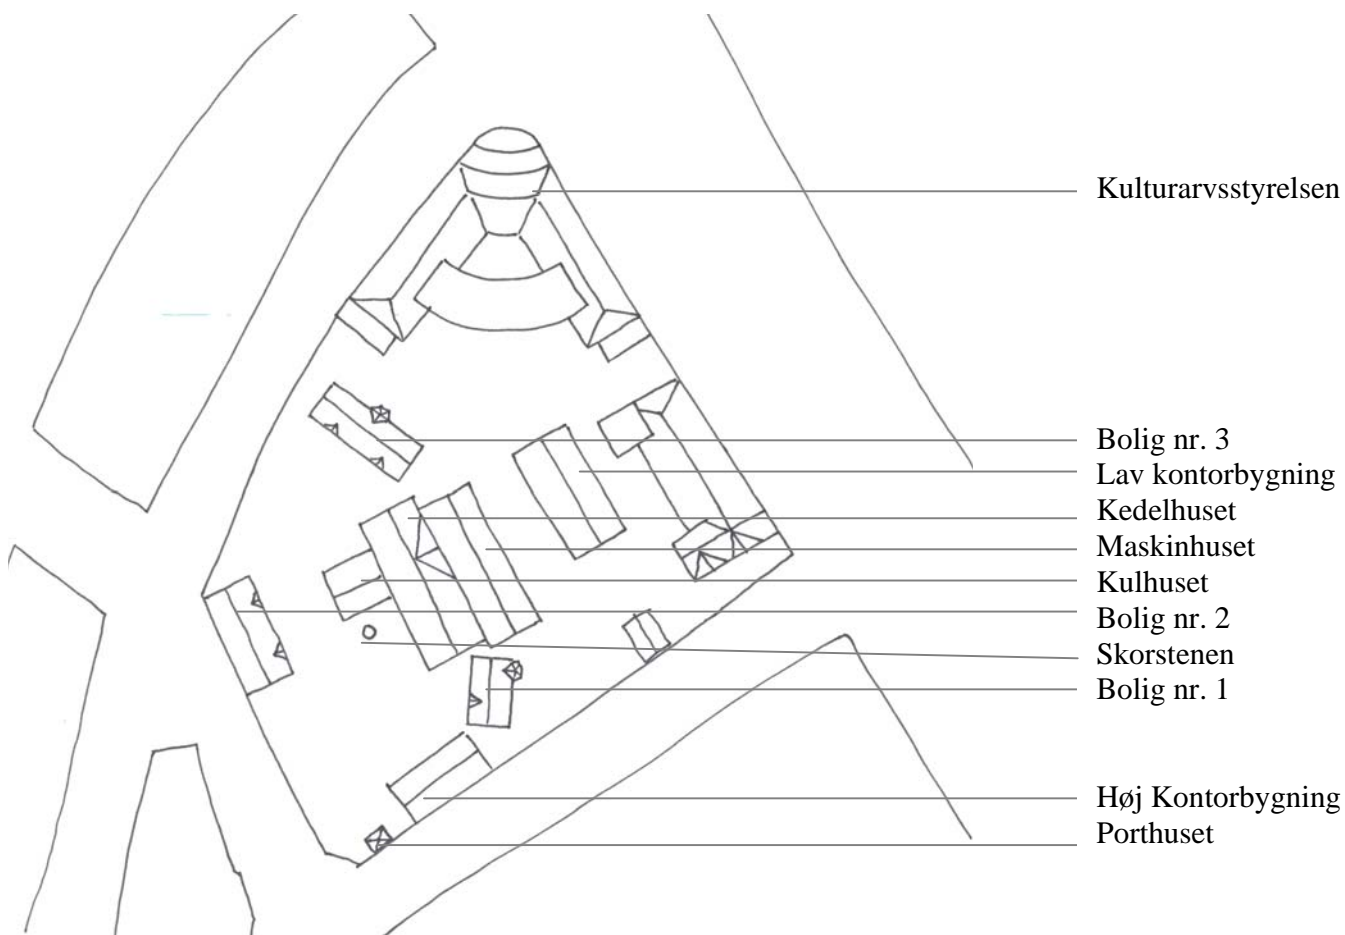 Kulturarvsstyrelsen
Bolig nr. 3
Lav kontorbygning
Kedelhuset
Maskinhuset
Kulhuset
Bolig nr. 2
Skorstenen
Bolig nr. 1
Høj Kontorbygning
Porthuset